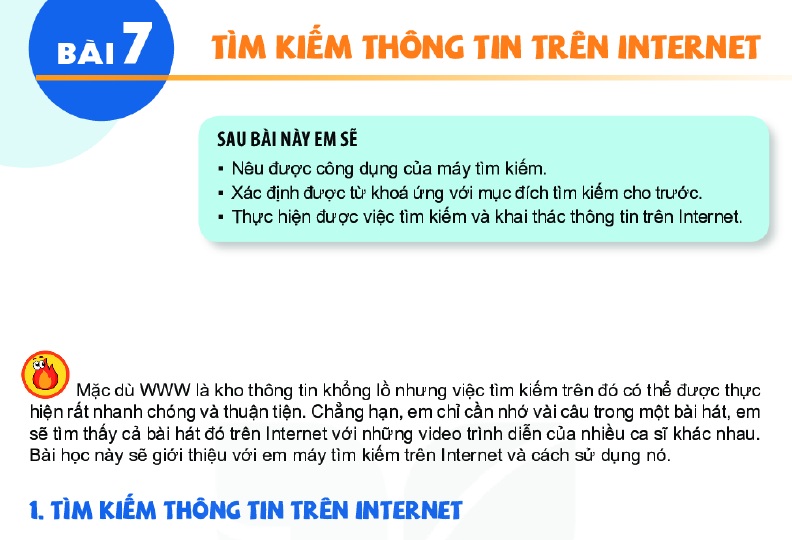 BÀI 7
TÌM KIẾM THÔNG TIN TRÊN INTERNET
SAU BÀI NÀY EM SẼ
▪ Nêu được công dụng của máy tìm kiếm.
▪ Xác định được từ khoá ứng với mục đích tìm kiếm cho trước.
▪ Thực hiện được việc tìm kiếm và khai thác thông tin trên Internet.
Mặc dù WWW là kho thông tin khổng lồ nhưng việc tìm kiếm trên đó có thể được thực
hiện rất nhanh chóng và thuận tiện. Chẳng hạn, em chỉ cần nhớ vài câu trong một bài hát, em
sẽ tìm thấy cả bài hát đó trên Internet với những video trình diễn của nhiều ca sĩ khác nhau.
Bài học này sẽ giới thiệu với em máy tìm kiếm trên Internet và cách sử dụng nó.
1. TÌM KIẾM THÔNG TIN TRÊN INTERNET